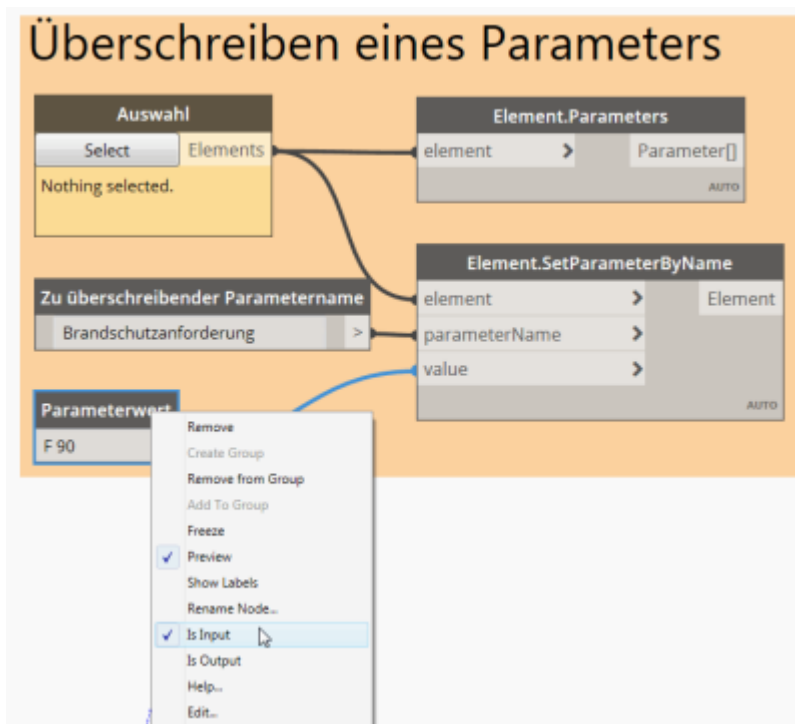 Überschreiben eines Parameters
Auswahl
Select Elements
Nothing selected.
Element.Parameters
element > Parameter[]
AUTO
Zu überschreibender Parametername
Brandschutzanforderung >
Element.SetParameterByName
element > Element
parameterName >
value >
AUTO
Parameterwert
F 90
Remove
Create Group
Remove from Group
Add To Group
Freeze
Preview
Show Labels
Rename Node...
Is Input
Is Output
Help...
Edit...